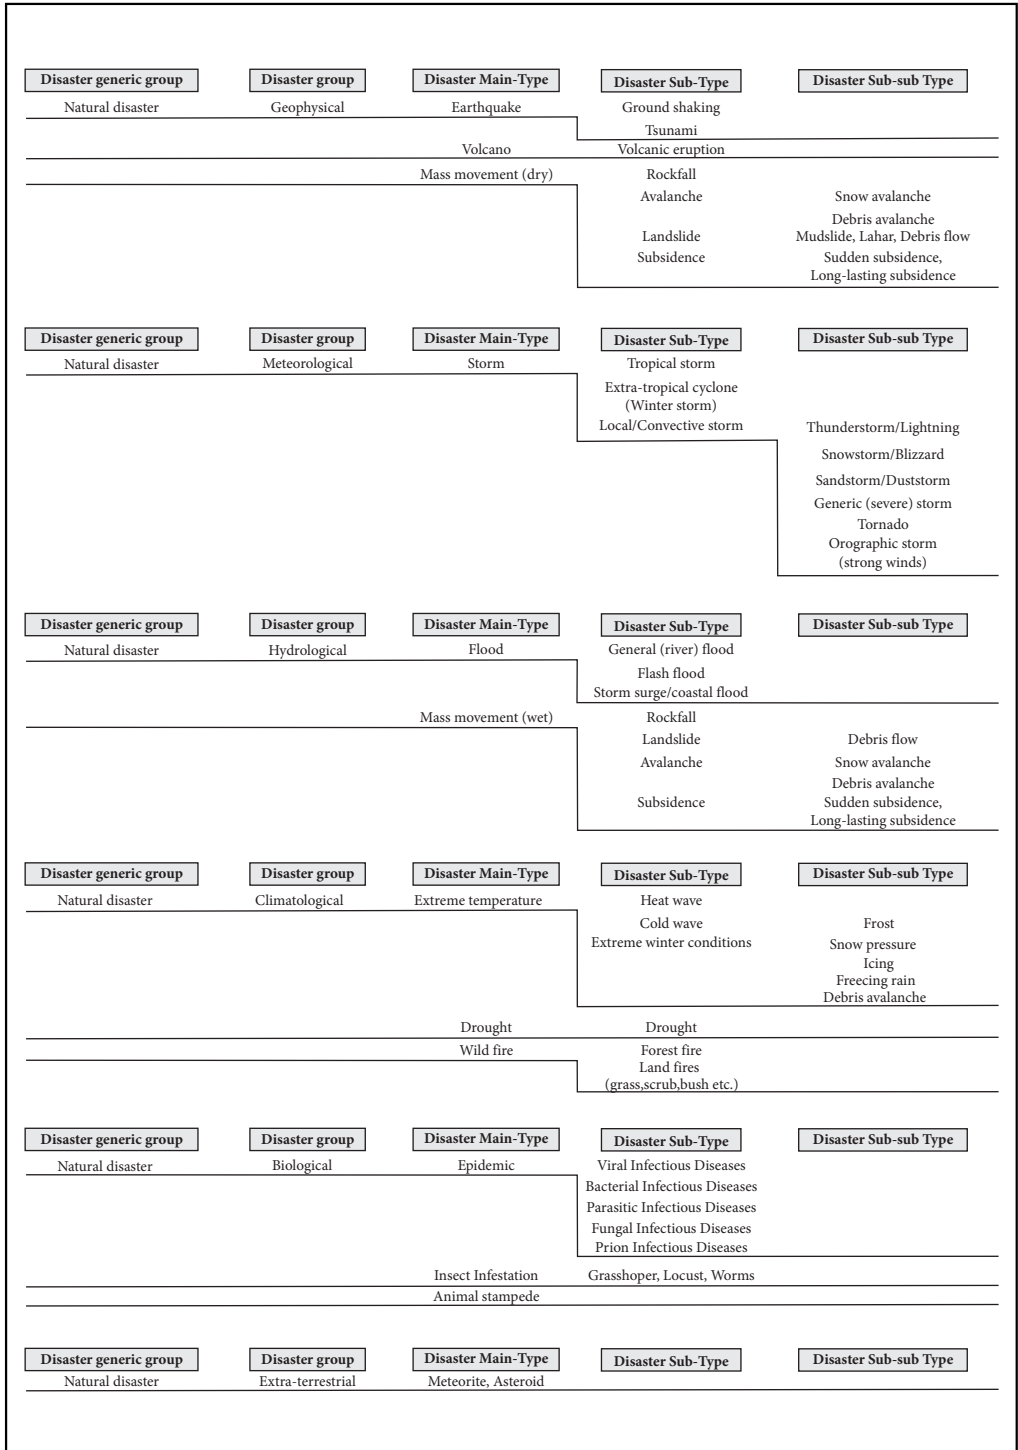 Disaster generic group Disaster group Disaster Main-Type Disaster Sub-Type Disaster Sub-sub Type
Natural disaster Geophysical Earthquake Ground shaking
Tsunami
Volcano Volcanic eruption
Mass movement (dry) Rockfall
Avalanche Snow avalanche
Debris avalanche
Landslide Mudslide, Lahar, Debris flow
Subsidence Sudden subsidence,
Long-lasting subsidence
Disaster generic group Disaster group Disaster Main-Type Disaster Sub-Type Disaster Sub-sub Type
Natural disaster Meteorological Storm Tropical storm
Extra-tropical cyclone
(Winter storm)
Local/Convective storm Thunderstorm/Lightning
Snowstorm/Blizzard
Sandstorm/Duststorm
Generic (severe) storm
Tornado
Orographic storm
(strong winds)
Disaster generic group Disaster group Disaster Main-Type Disaster Sub-Type Disaster Sub-sub Type
Natural disaster Hydrological Flood General (river) flood
Flash flood
Storm surge/coastal flood
Mass movement (wet) Rockfall
Landslide Debris flow
Avalanche Snow avalanche
Debris avalanche
Subsidence Sudden subsidence,
Long-lasting subsidence
Disaster generic group Disaster group Disaster Main-Type Disaster Sub-Type Disaster Sub-sub Type
Natural disaster Climatological Extreme temperature Heat wave
Cold wave Frost
Extreme winter conditions Snow pressure
Icing
Freecing rain
Debris avalanche
Drought Drought
Wild fire Forest fire
Land fires
(grass,scrub,bush etc.)
Disaster generic group Disaster group Disaster Main-Type Disaster Sub-Type Disaster Sub-sub Type
Natural disaster Biological Epidemic Viral Infectious Diseases
Bacterial Infectious Diseases
Parasitic Infectious Diseases
Fungal Infectious Diseases
Prion Infectious Diseases
Insect Infestation Grasshoper, Locust, Worms
Animal stampede
Disaster generic group Disaster group Disaster Main-Type Disaster Sub-Type Disaster Sub-sub Type
Natural disaster Extra-terrestrial Meteorite, Asteroid